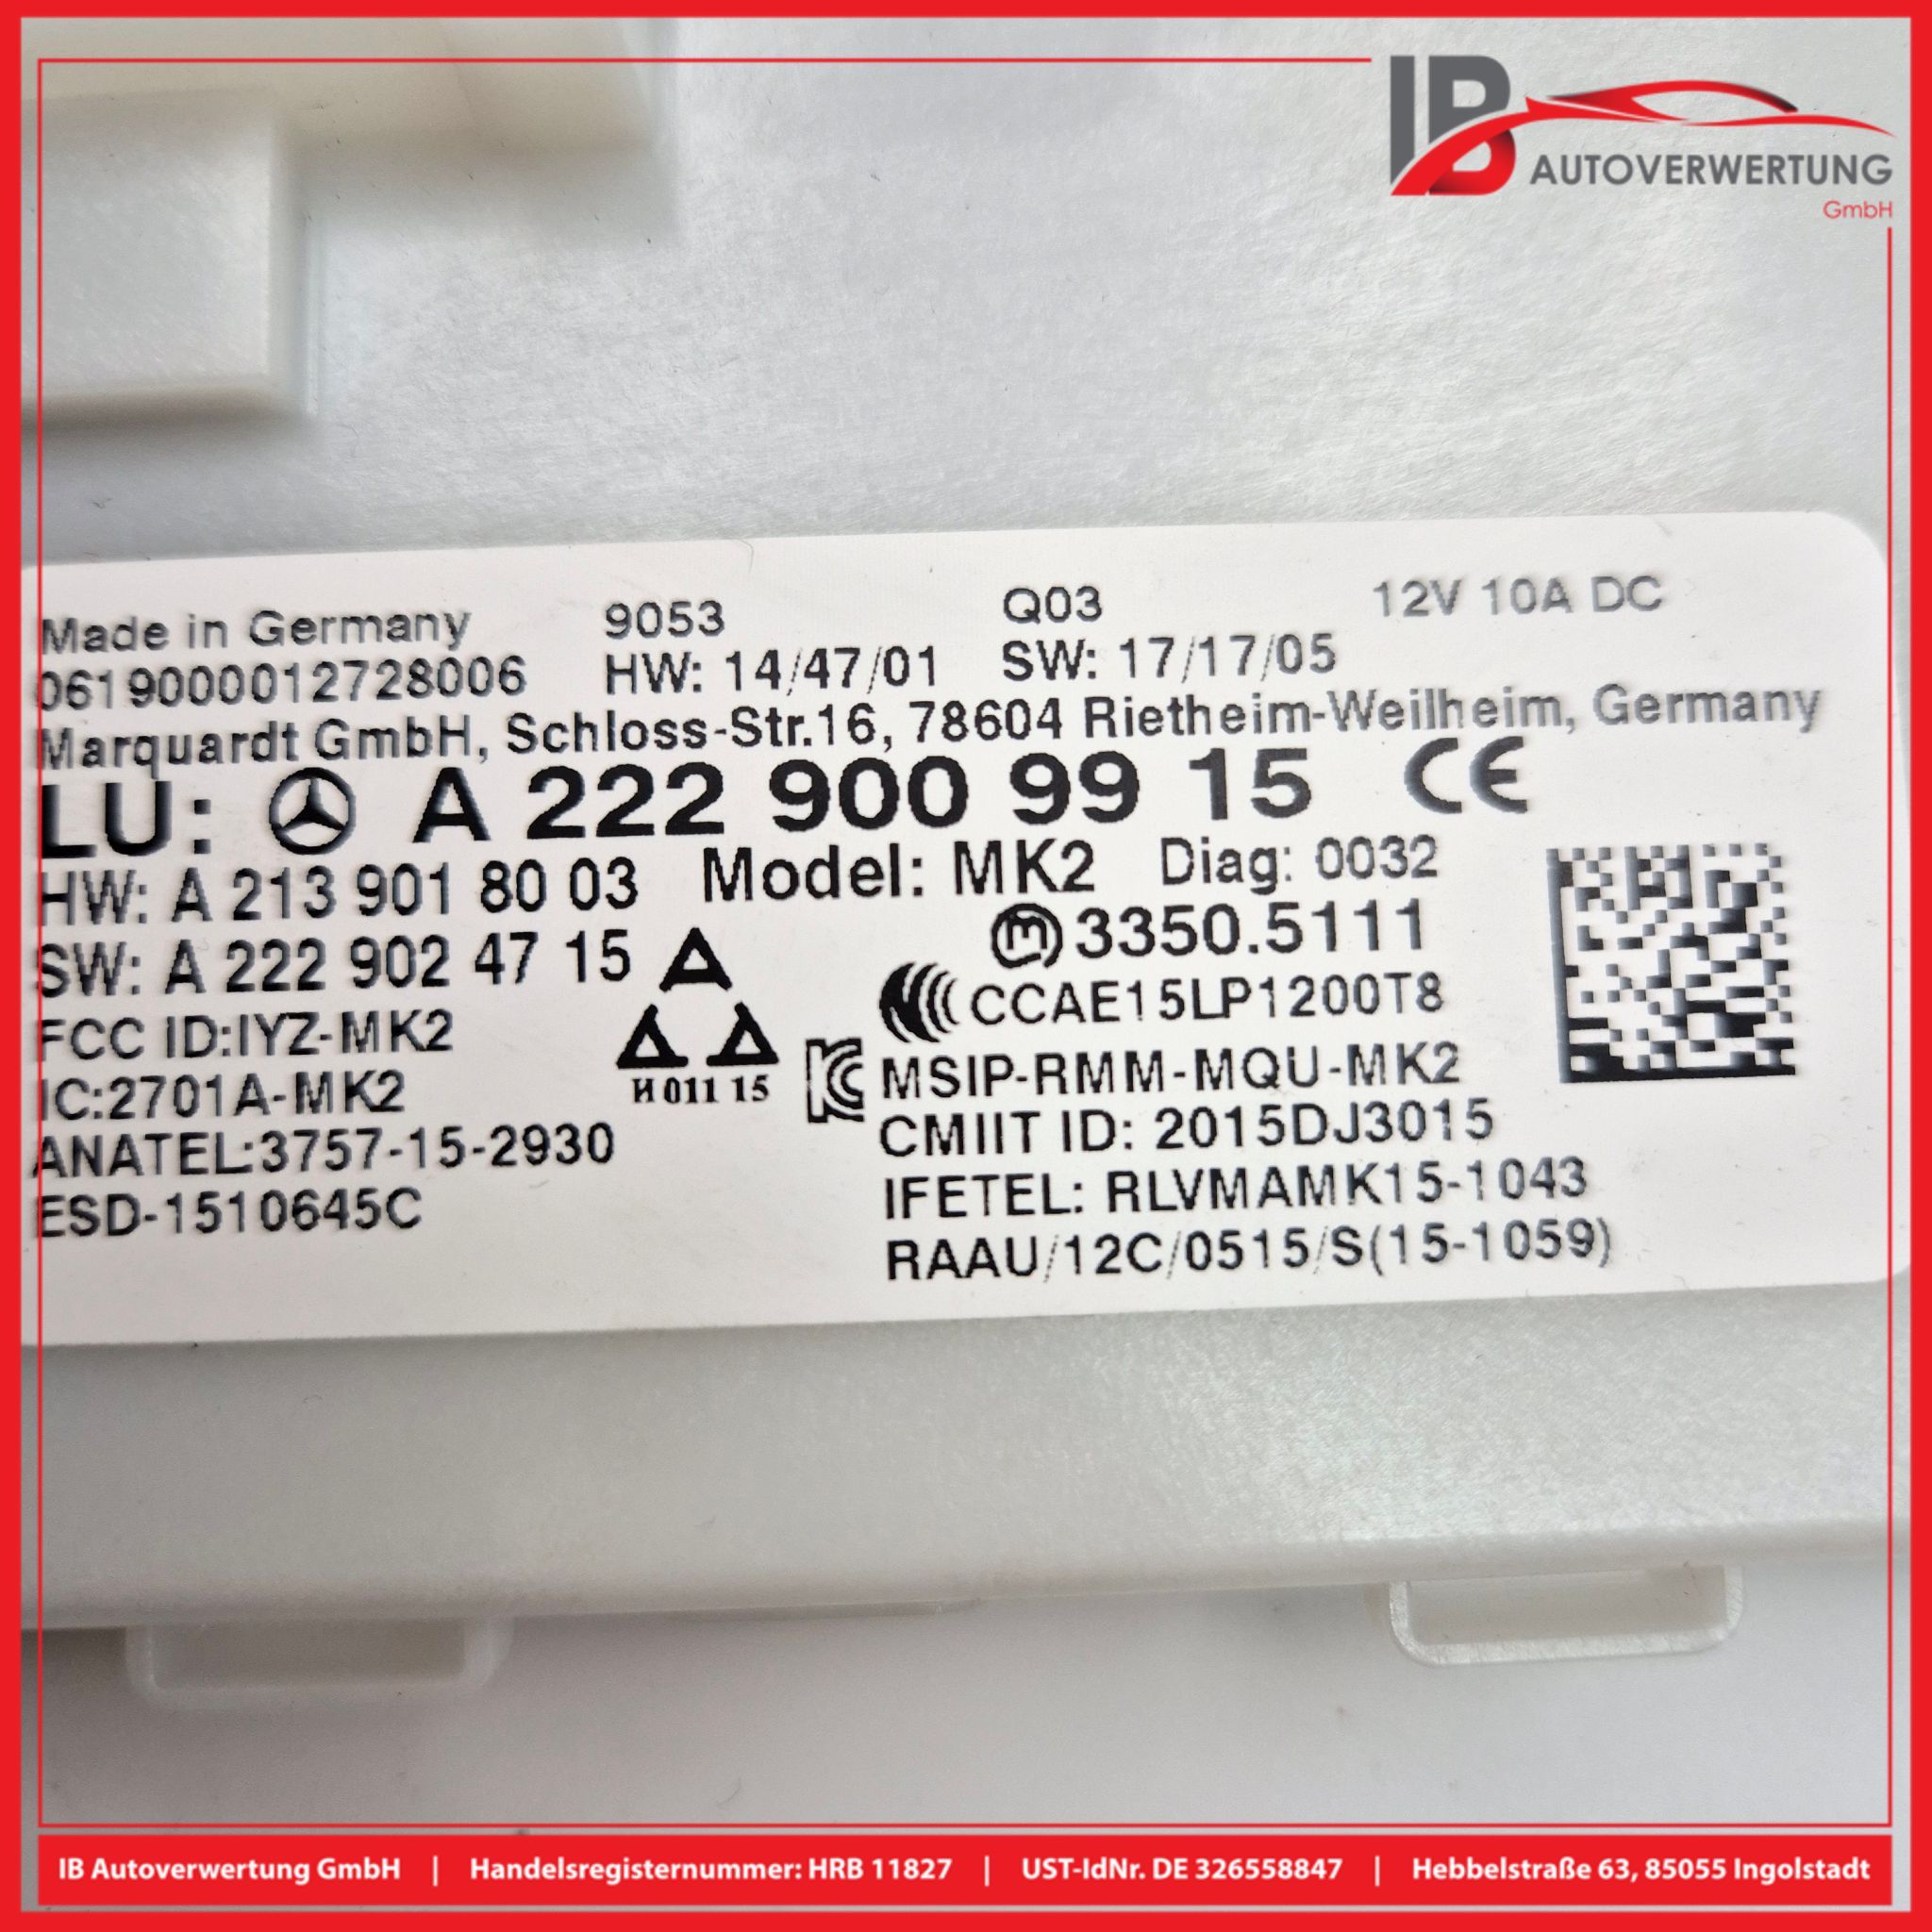 IB
AUTOVERWERTUNG
GmbH
Made in Germany 9053 Q03 12V 10A DC
0619000012728006 HW: 14/47/01 SW: 17/17/05
Marquardt GmbH, Schloss-Str.16, 78604 Rietheim-Weilheim, Germany
LU: A 222 900 99 15 CE
HW: A 213 901 80 03 Model: MK2 Diag: 0032
SW: A 222 902 47 15 3350.5111
FCC ID:IYZ-MK2 CCAE15LP1200T8
IC:2701A-MK2 H 011 15 MSIP-RMM-MQU-MK2
ANATEL:3757-15-2930 CMIIT ID: 2015DJ3015
ESD-1510645C IFETEL: RLVMAMK15-1043
RAAU/12C/0515/S(15-1059)
IB Autoverwertung GmbH | Handelsregisternummer: HRB 11827 | UST-IdNr. DE 326558847 | Hebbelstraße 63, 85055 Ingolstadt